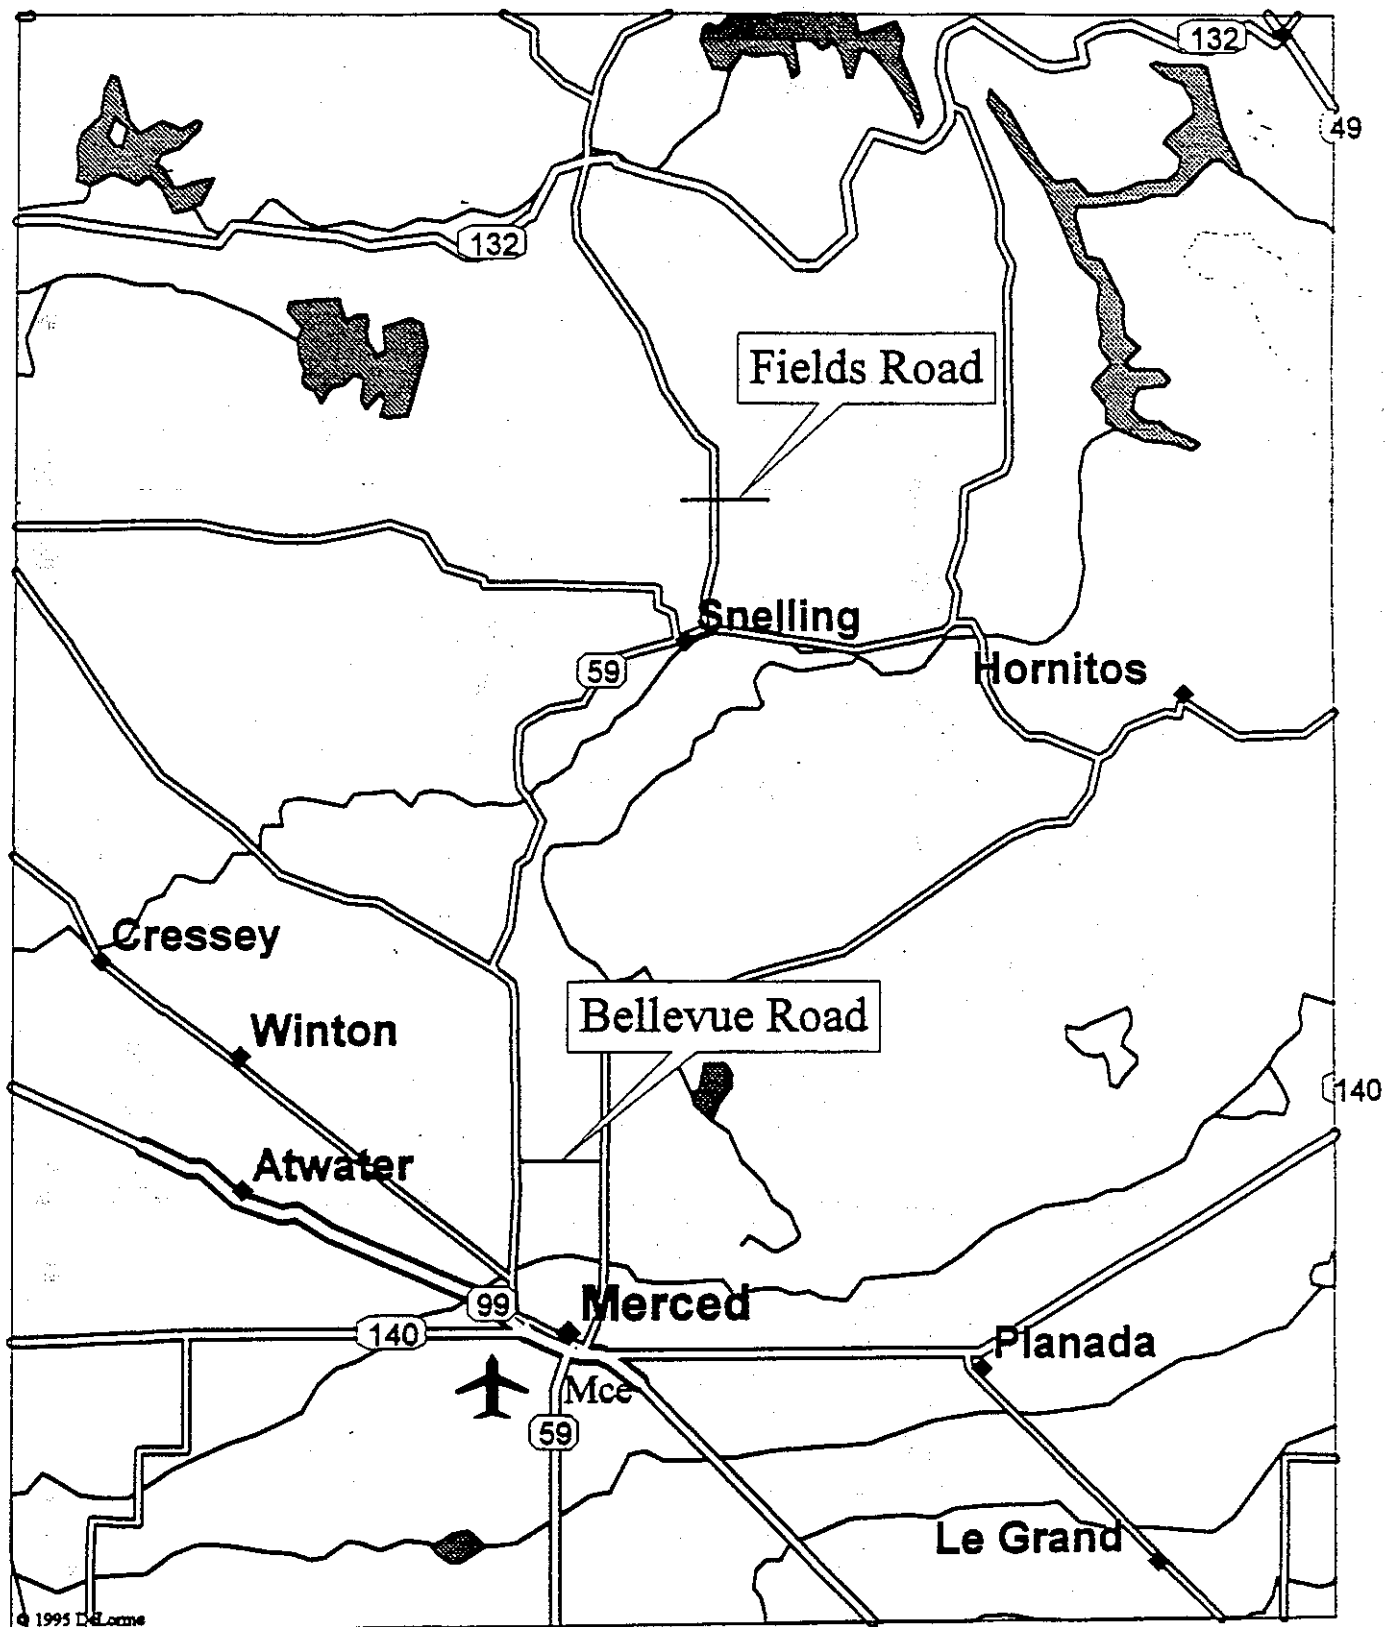 132
49
132
Fields Road
Snelling
59
Hornitos
Cressey
Bellevue Road
Winton
140
Atwater
99
Merced
140
Planada
Mce
59
Le Grand
© 1995 DeLorme